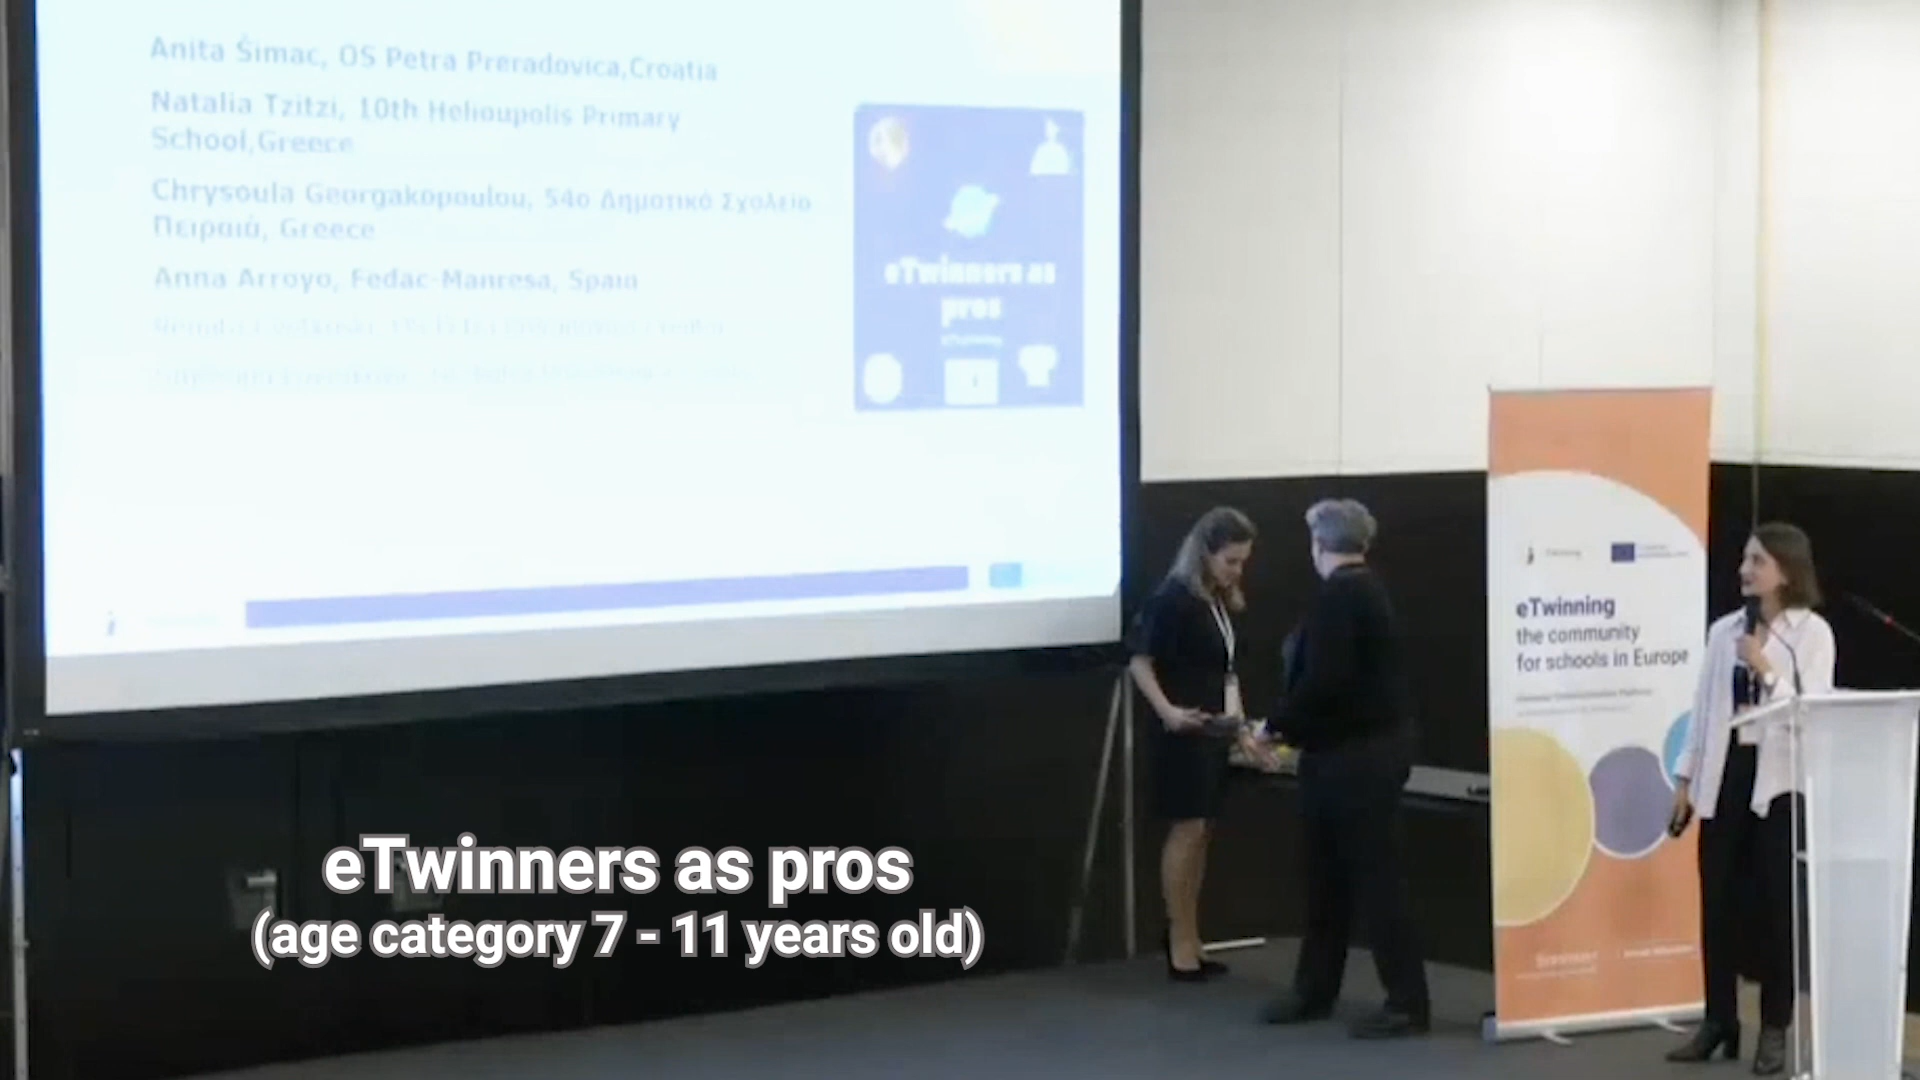 Anita Šimac, OS Petra Preradovica,Croatia
Natalia Tzitzi, 10th Helioupolis Primary
School,Greece
Chrysoula Georgakopoulou, 54ο Δημοτικό Σχολείο
Πειραιά, Greece
Anna Arroyo, Fedac-Manresa, Spain
eTwinners as
pros
eTwinning
the community
for schools in Europe
eTwinners as pros
(age category 7 - 11 years old)